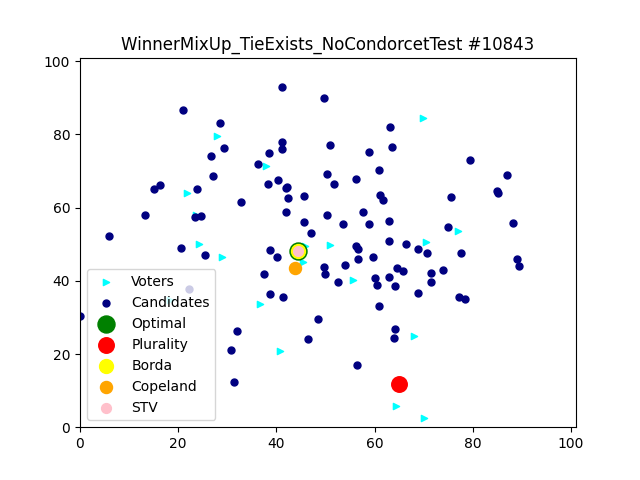 WinnerMixUp_TieExists_NoCondorcetTest #10843
100
80
60
40
20
0
Voters
Candidates
Optimal
Plurality
Borda
Copeland
STV
0 20 40 60 80 100